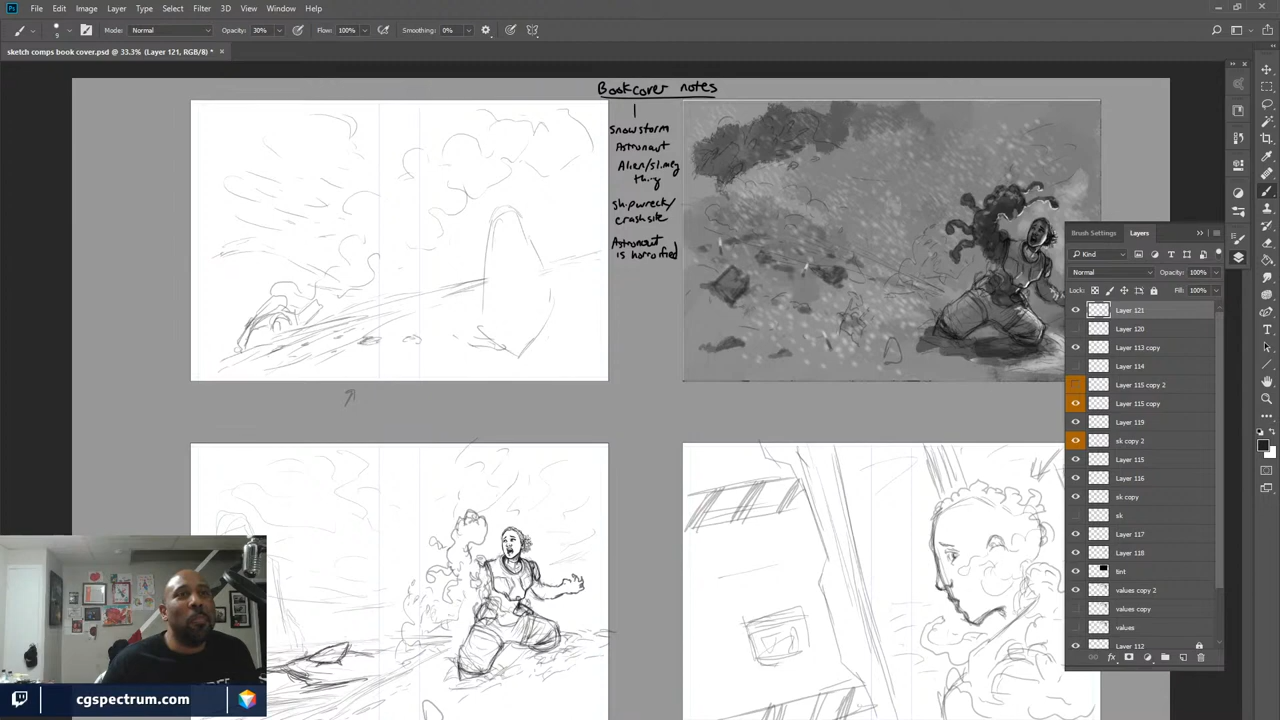 Ps File Edit Image Layer Type Select Filter 3D View Window Help
9 Mode: Normal Opacity: 30% Flow: 100% Smoothing: 0%
sketch comps book cover.psd @ 33.3% (Layer 121, RGB/8) *
Bookcover notes
Snowstorm
Astronaut
Alien/slimey
thing
shipwreck/
crashsite
Astronaut
is horrified
Brush Settings Layers
Kind
Normal Opacity: 100%
Lock: Fill: 100%
Layer 121
Layer 120
Layer 113 copy
Layer 114
Layer 115 copy 2
Layer 115 copy
Layer 119
sk copy 2
Layer 115
Layer 116
sk copy
sk
Layer 117
Layer 118
tint
values copy 2
values copy
values
Layer 112
fx
cgspectrum.com